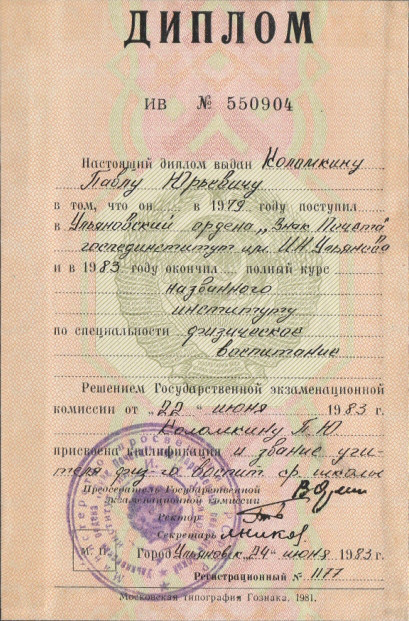 ДИПЛОМ
ИВ № 550904
Настоящий диплом выдан Коломкину
Павлу Юрьевичу
в том, что он в 1979 году поступил
в Ульяновский ордена „Знак Почёта"
госпединститут им. И.Н.Ульянова
и в 1983 году окончил полный курс
названного
институту
по специальности физическое
воспитание
Решением Государственной экзаменационной
комиссии от „22" июня 1983 г.
Коломкину П.Ю
присвоена квалификация и звание учи-
теля физ-го воспит. ср. школы
Председатель Государственной
экзаменационной комиссии
Ректор
Секретарь
М. П. Город Ульяновск „24" июня 1983 г.
Регистрационный № 1177
Московская типография Гознака. 1981.